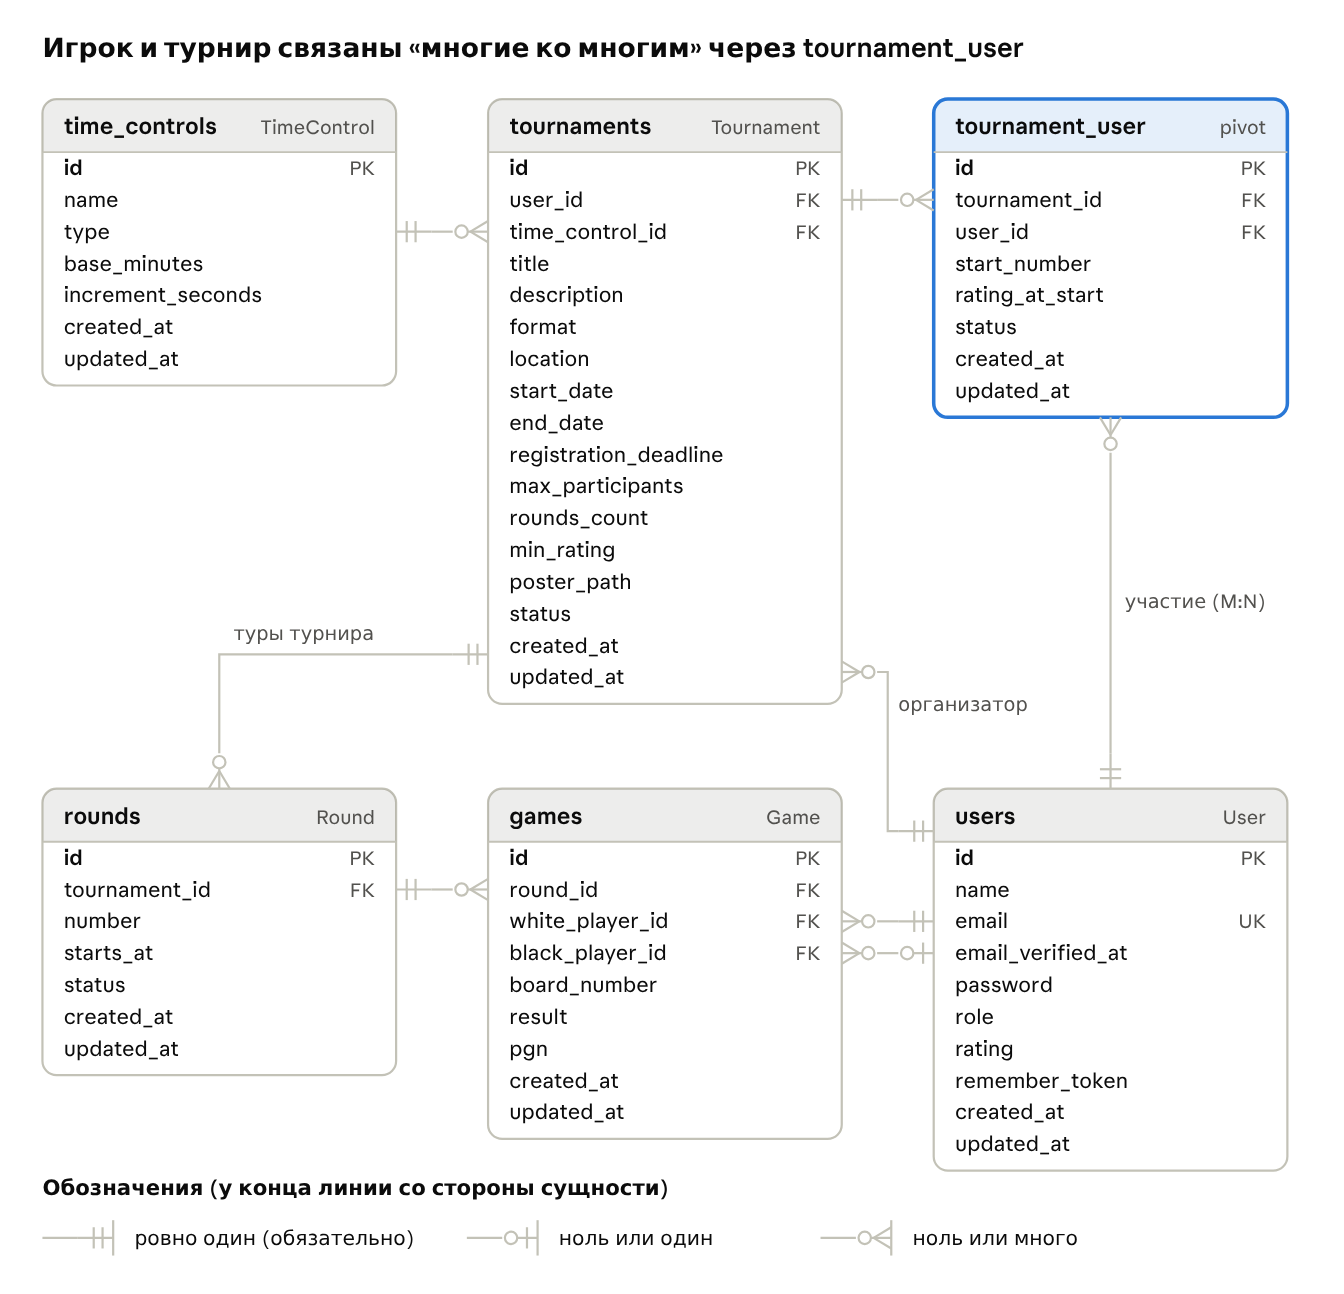 Игрок и турнир связаны «многие ко многим» через tournament_user
time_controls TimeControl
id PK
name
type
base_minutes
increment_seconds
created_at
updated_at
tournaments Tournament
id PK
user_id FK
time_control_id FK
title
description
format
location
start_date
end_date
registration_deadline
max_participants
rounds_count
min_rating
poster_path
status
created_at
updated_at
tournament_user pivot
id PK
tournament_id FK
user_id FK
start_number
rating_at_start
status
created_at
updated_at
участие (M:N)
туры турнира
организатор
rounds Round
id PK
tournament_id FK
number
starts_at
status
created_at
updated_at
games Game
id PK
round_id FK
white_player_id FK
black_player_id FK
board_number
result
pgn
created_at
updated_at
users User
id PK
name
email UK
email_verified_at
password
role
rating
remember_token
created_at
updated_at
Обозначения (у конца линии со стороны сущности)
ровно один (обязательно)
ноль или один
ноль или много